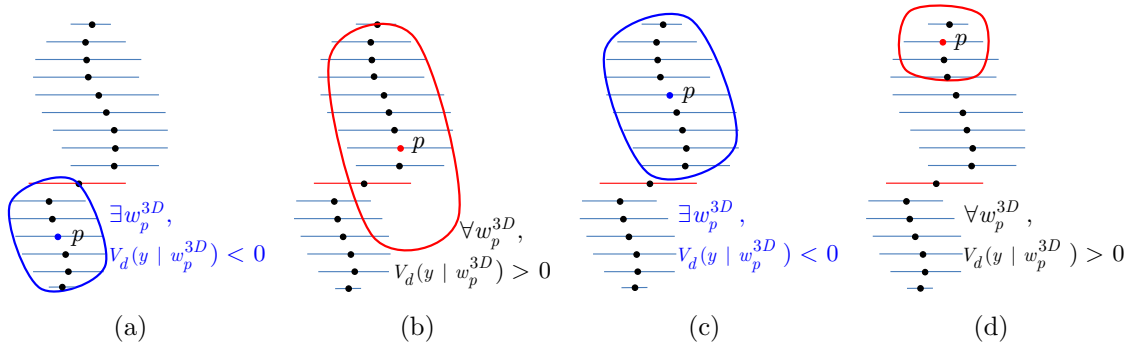 p
∃w_p^{3D},
V_d(y | w_p^{3D}) < 0
(a)
p
∀w_p^{3D},
V_d(y | w_p^{3D}) > 0
(b)
p
∃w_p^{3D} ,
V_d(y | w_p^{3D}) < 0
(c)
p
∀w_p^{3D} ,
V_d(y | w_p^{3D}) > 0
(d)